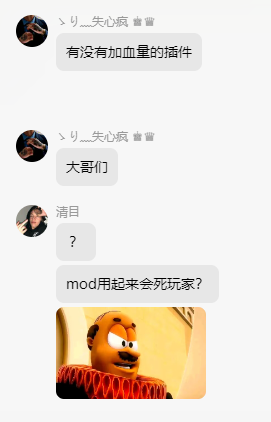 ゝり灬失心疯 ♚♛
有没有加血量的插件
ゝり灬失心疯 ♚♛
大哥们
清目
？
mod用起来会死玩家？